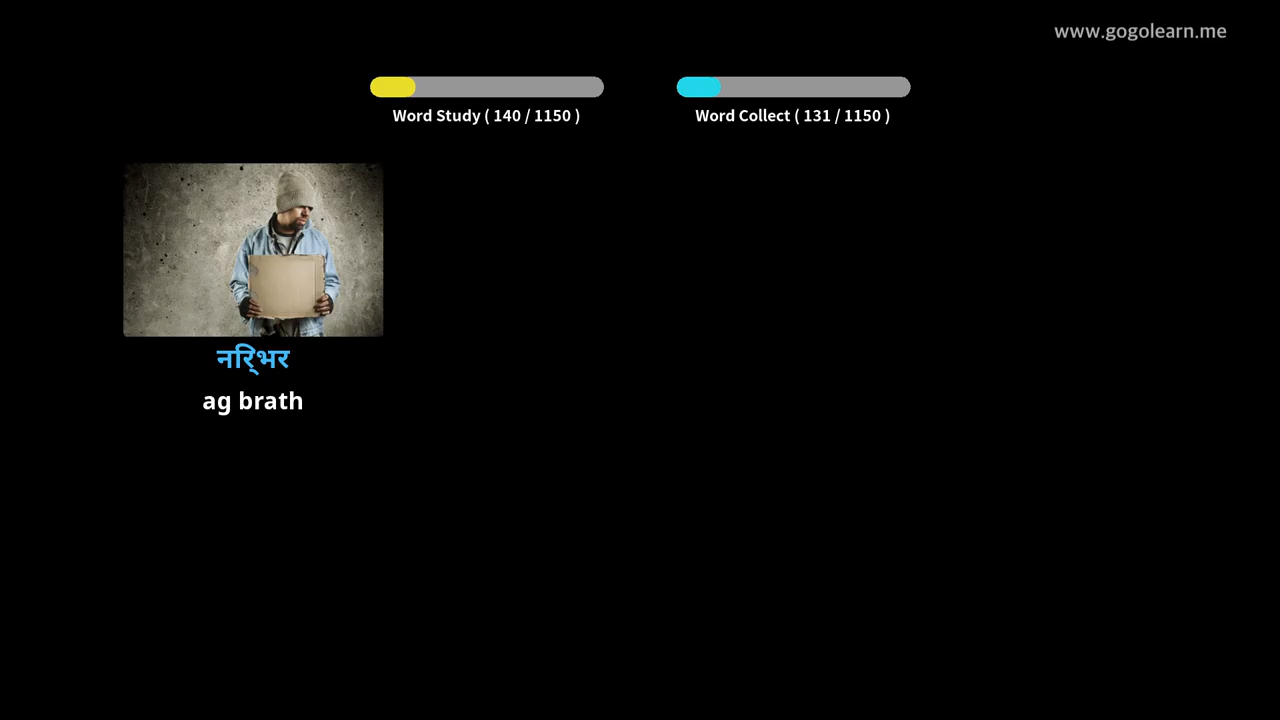 www.gogolearn.me
Word Study ( 140 / 1150 )
Word Collect ( 131 / 1150 )
नरि्भर
ag brath